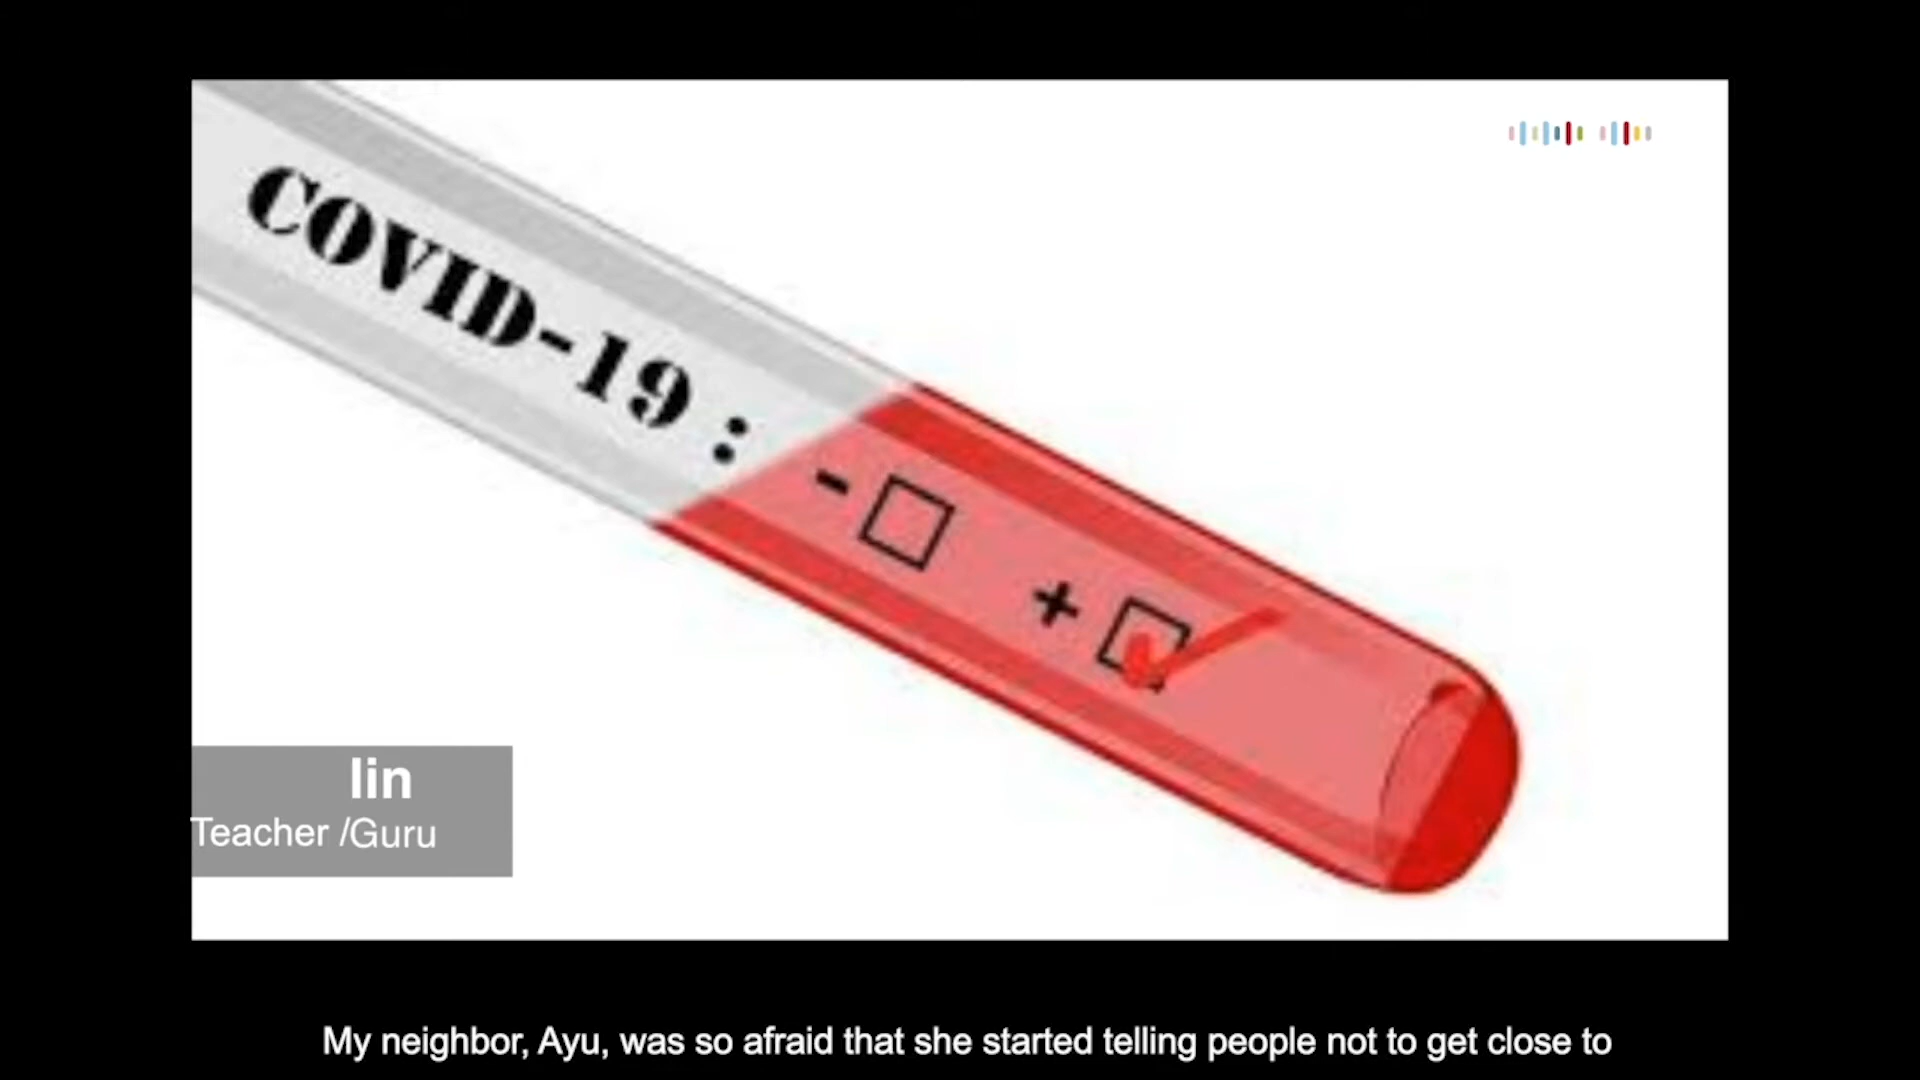 COVID-19 :
- 
+
Iin
Teacher /Guru
My neighbor, Ayu, was so afraid that she started telling people not to get close to